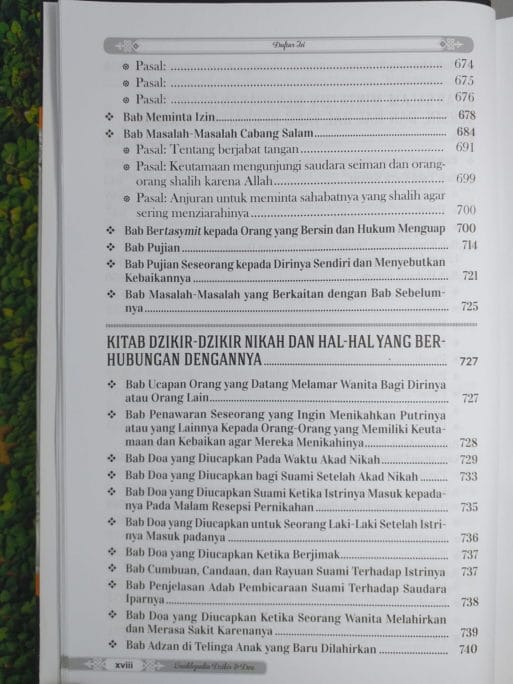 Daftar Isi
Pasal: ........ 674
Pasal: ........ 675
Pasal: ........ 676
Bab Meminta Izin........ 678
Bab Masalah-Masalah Cabang Salam........ 684
Pasal: Tentang berjabat tangan........ 691
Pasal: Keutamaan mengunjungi saudara seiman dan orang-
orang shalih karena Allah........ 699
Pasal: Anjuran untuk meminta sahabatnya yang shalih agar
sering menziarahinya........ 700
Bab Bertasymit kepada Orang yang Bersin dan Hukum Menguap 700
Bab Pujian........ 714
Bab Pujian Seseorang kepada Dirinya Sendiri dan Menyebutkan
Kebaikannya........ 721
Bab Masalah-Masalah yang Berkaitan dengan Bab Sebelum-
nya........ 725
KITAB DZIKIR-DZIKIR NIKAH DAN HAL-HAL YANG BER-
HUBUNGAN DENGANNYA........ 727
Bab Ucapan Orang yang Datang Melamar Wanita Bagi Dirinya
atau Orang Lain........ 727
Bab Penawaran Seseorang yang Ingin Menikahkan Putrinya
atau yang Lainnya Kepada Orang-Orang yang Memiliki Keuta-
maan dan Kebaikan agar Mereka Menikahinya........ 728
Bab Doa yang Diucapkan Pada Waktu Akad Nikah........ 729
Bab Doa yang Diucapkan bagi Suami Setelah Akad Nikah ........ 733
Bab Doa yang Diucapkan Suami Ketika Istrinya Masuk kepada-
nya Pada Malam Resepsi Pernikahan........ 735
Bab Doa yang Diucapkan untuk Seorang Laki-Laki Setelah Istri-
nya Masuk padanya ........ 736
Bab Doa yang Diucapkan Ketika Berjimak........ 737
Bab Cumbuan, Candaan, dan Rayuan Suami Terhadap Istrinya 737
Bab Penjelasan Adab Pembicaraan Suami Terhadap Saudara
Iparnya........ 738
Bab Doa yang Diucapkan Ketika Seorang Wanita Melahirkan
dan Merasa Sakit Karenanya........ 739
Bab Adzan di Telinga Anak yang Baru Dilahirkan ........ 740
xviii Ensiklopedia Dzikir & Doa